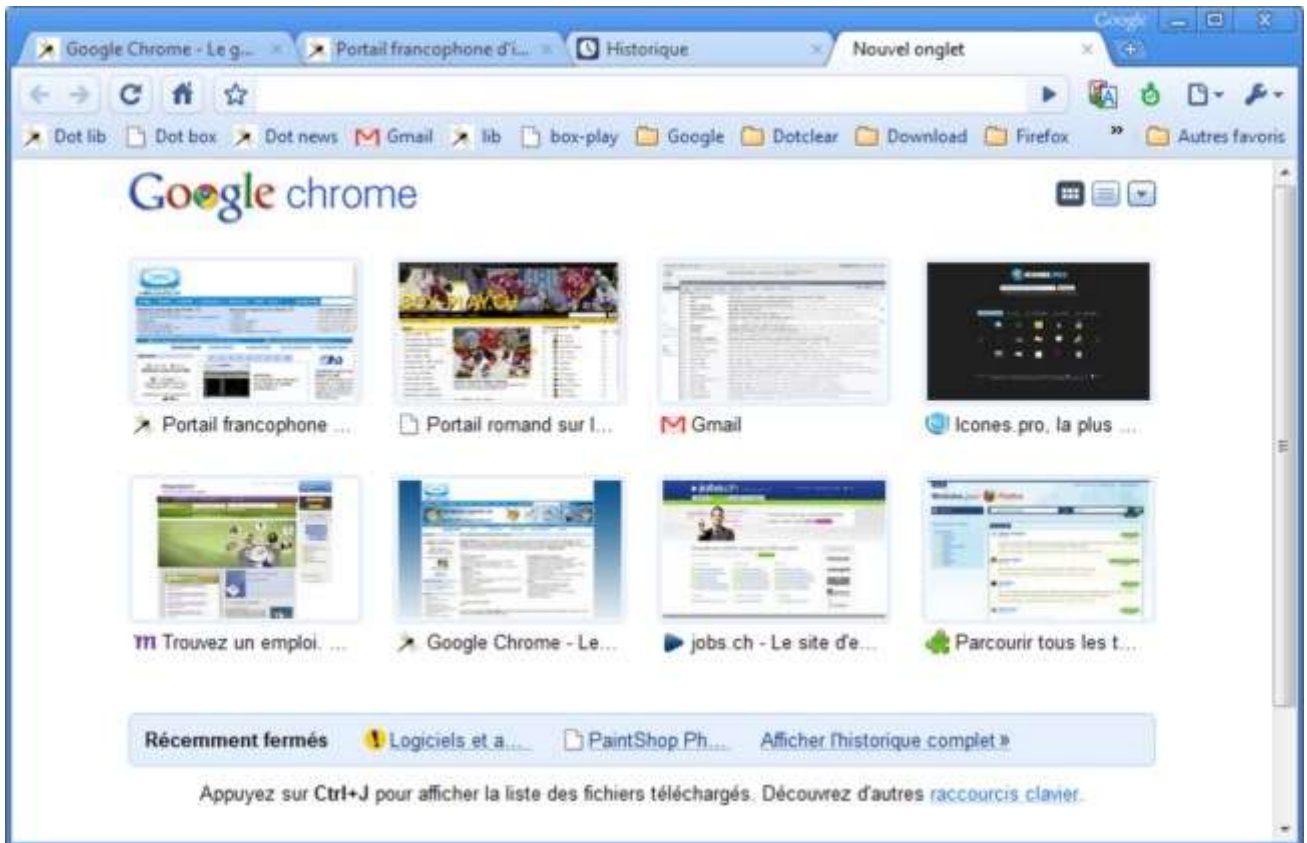 Google
Google Chrome - Le g...
Portail francophone d'i...
Historique
Nouvel onglet
Dot lib
Dot box
Dot news
Gmail
lib
box-play
Google
Dotclear
Download
Firefox
»
Autres favoris
Google chrome
Portail francophone ...
Portail romand sur l...
Gmail
Icones.pro, la plus ...
Trouvez un emploi. ...
Google Chrome - Le...
jobs.ch - Le site d'e...
Parcourir tous les t...
Récemment fermés Logiciels et a... PaintShop Ph... Afficher l'historique complet »
Appuyez sur Ctrl+J pour afficher la liste des fichiers téléchargés. Découvrez d'autres raccourcis clavier.